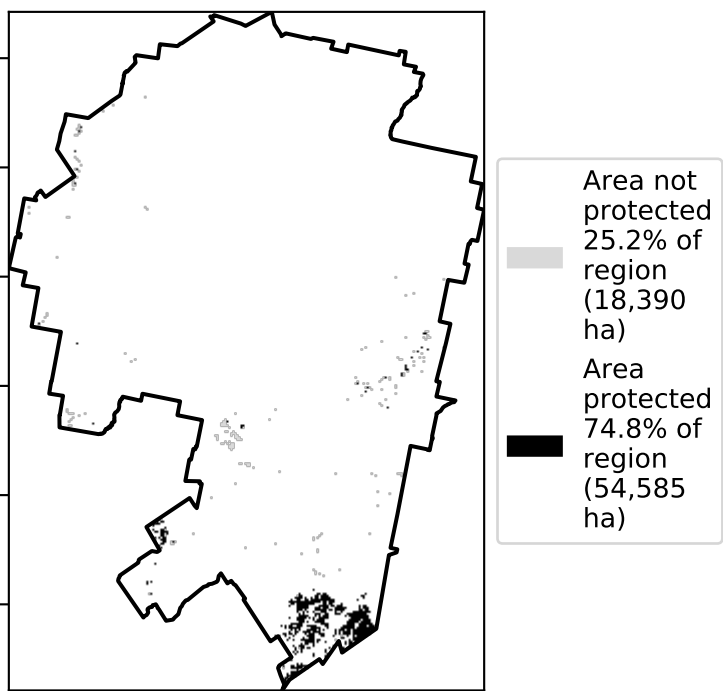 Area not
protected
25.2% of
region
(18,390
ha)
Area
protected
74.8% of
region
(54,585
ha)